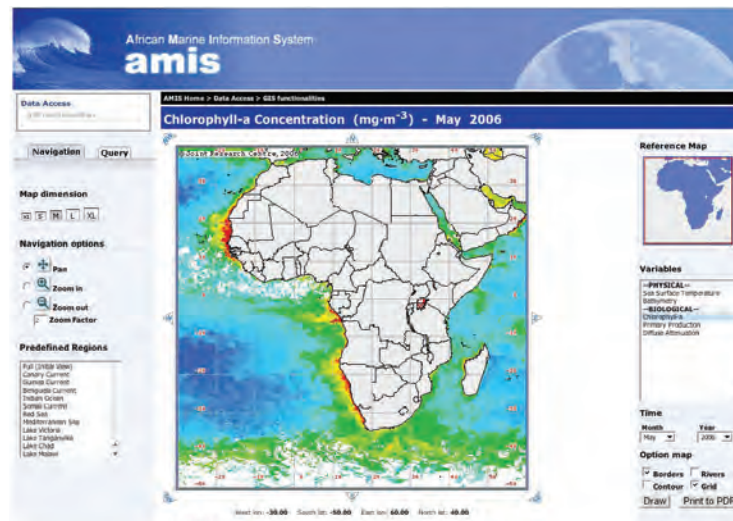 African Marine Information System
amis
Data Access
AMIS Home > Data Access > GIS functionalities
Chlorophyll-a Concentration (mg·m-3) - May 2006
Navigation
Query
Map dimension
S M L XL
Navigation options
Pan
Zoom in
Zoom out
Zoom Factor
Predefined Regions
Full (Initial View)
Canary Current
Guinea Current
Benguela Current
Indian Ocean
Somali Current
Red Sea
Mediterranean Sea
Lake Victoria
Lake Tanganyika
Lake Chad
Lake Malawi
©Joint Research Centre, 2006
West lon: -30.00 South lat: -50.00 East lon: 60.00 North lat: 40.00
Reference Map
Variables
--PHYSICAL--
Sea Surface Temperature
Bathymetry
--BIOLOGICAL--
Chlorophyll-a
Primary Production
Diffuse Attenuation
Time
Month Year
May 2006
Option map
Borders Rivers
Contour Grid
Draw Print to PDF